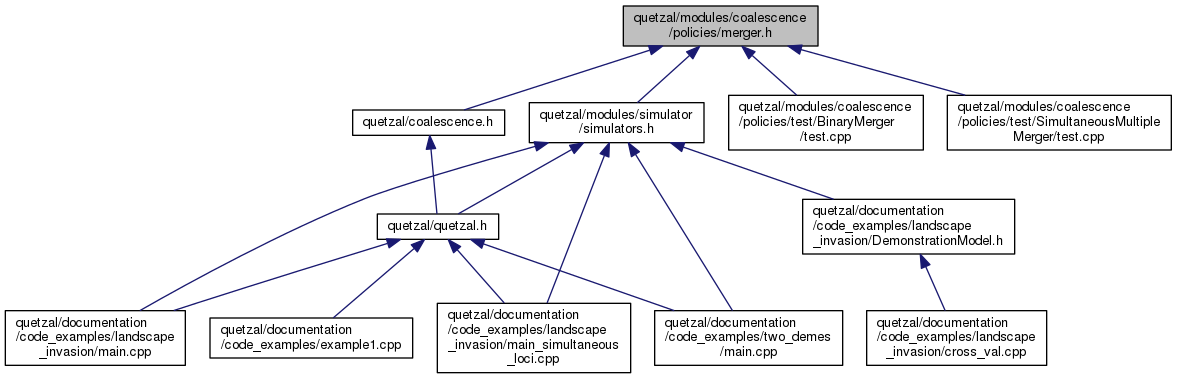 quetzal/modules/coalescence
/policies/merger.h
quetzal/coalescence.h
quetzal/modules/simulator
/simulators.h
quetzal/modules/coalescence
/policies/test/BinaryMerger
/test.cpp
quetzal/modules/coalescence
/policies/test/SimultaneousMultiple
Merger/test.cpp
quetzal/quetzal.h
quetzal/documentation
/code_examples/landscape
_invasion/DemonstrationModel.h
quetzal/documentation
/code_examples/landscape
_invasion/main.cpp
quetzal/documentation
/code_examples/example1.cpp
quetzal/documentation
/code_examples/landscape
_invasion/main_simultaneous
_loci.cpp
quetzal/documentation
/code_examples/two_demes
/main.cpp
quetzal/documentation
/code_examples/landscape
_invasion/cross_val.cpp